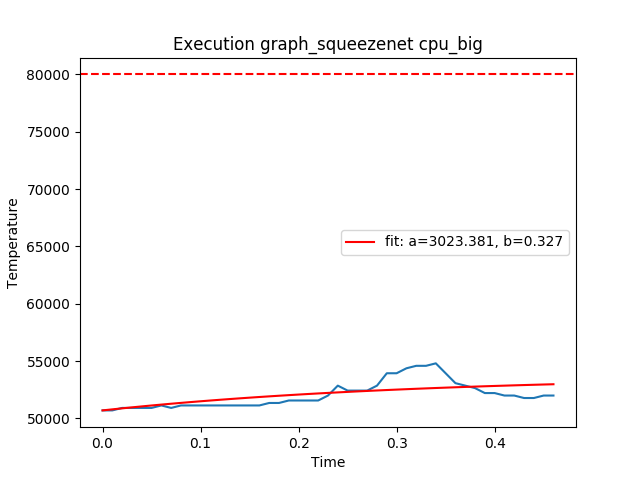 Execution graph_squeezenet cpu_big
80000
75000
70000
65000
60000
55000
50000
Temperature
fit: a=3023.381, b=0.327
0.0 0.1 0.2 0.3 0.4
Time